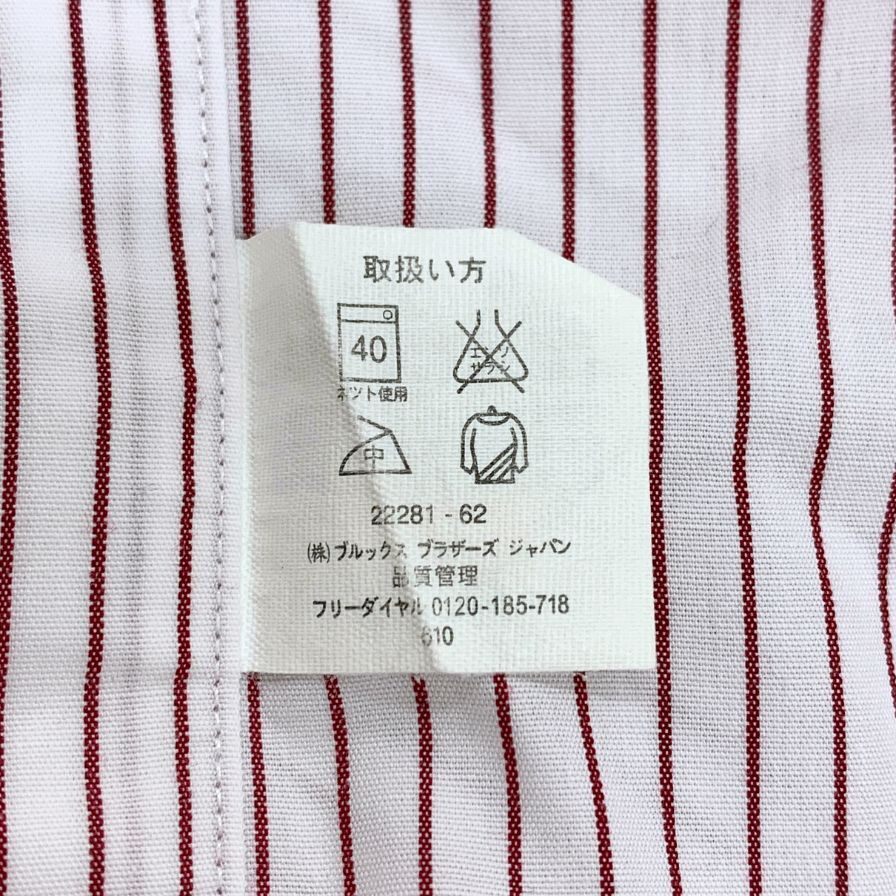 取扱い方
40
エンソ
サラシ
ネット使用
中
22281-62
(株)ブルックス ブラザーズ ジャパン
品質管理
フリーダイヤル 0120-185-718
610